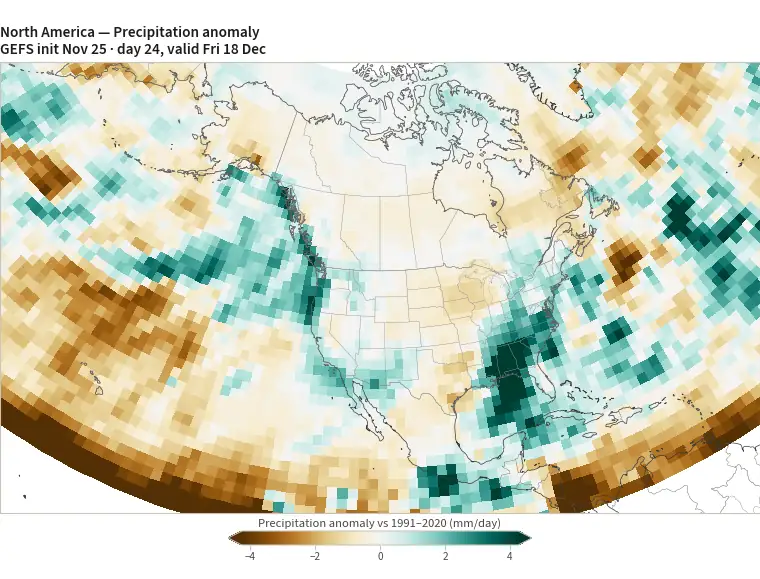 North America — Precipitation anomaly
GEFS init Nov 25 · day 24, valid Fri 18 Dec
Precipitation anomaly vs 1991–2020 (mm/day)
−4 −2 0 2 4